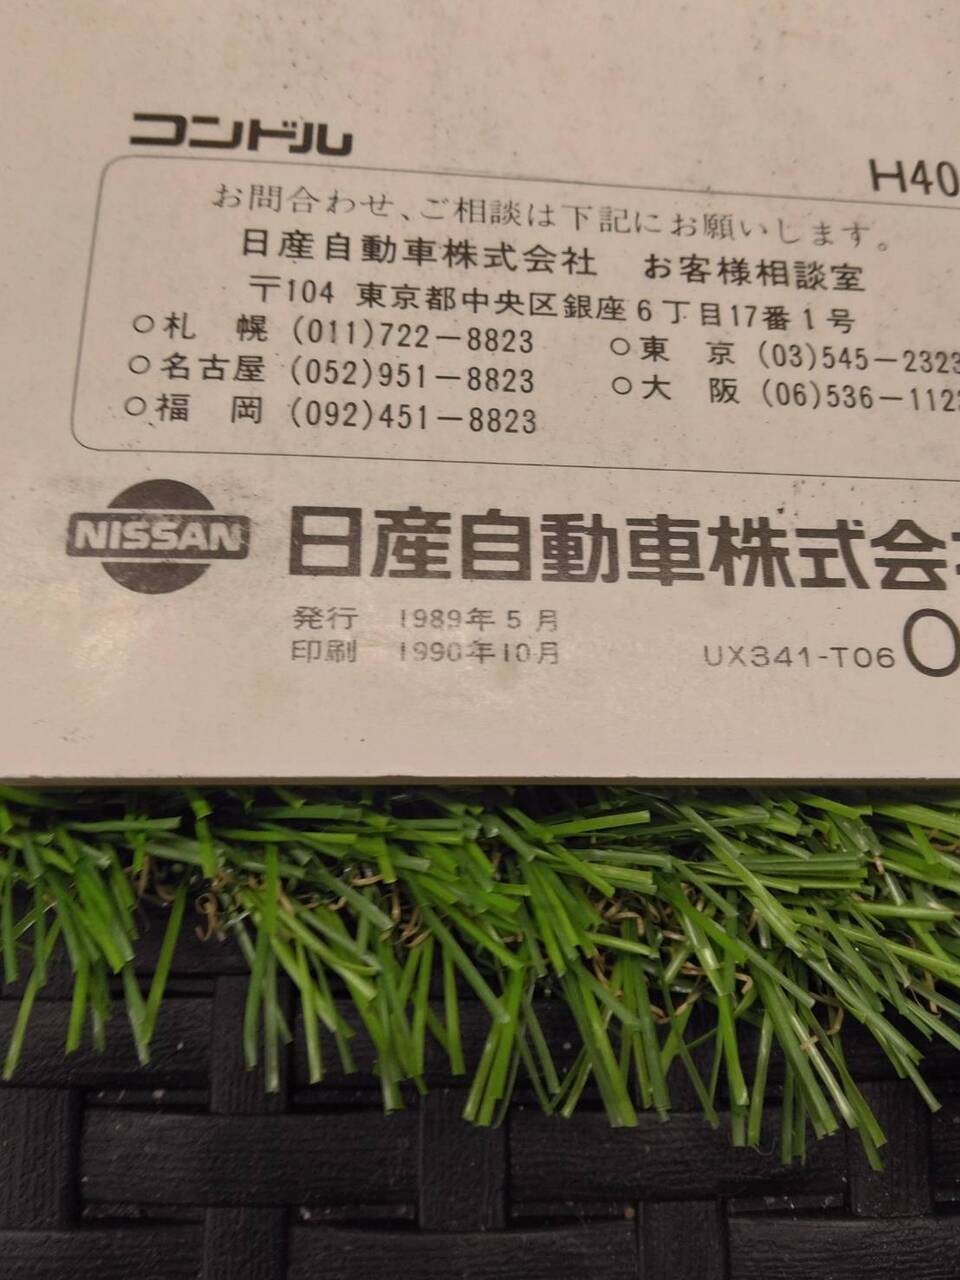 コンドル
H40
お問合わせ、ご相談は下記にお願いします。
日産自動車株式会社 お客様相談室
〒104 東京都中央区銀座6丁目17番1号
○札 幌 (011)722-8823 ○東 京 (03)545-2323
○名古屋 (052)951-8823 ○大 阪 (06)536-112
○福 岡 (092)451-8823
NISSAN 日産自動車株式会
発行 1989年5月
印刷 1990年10月
UX341-T06